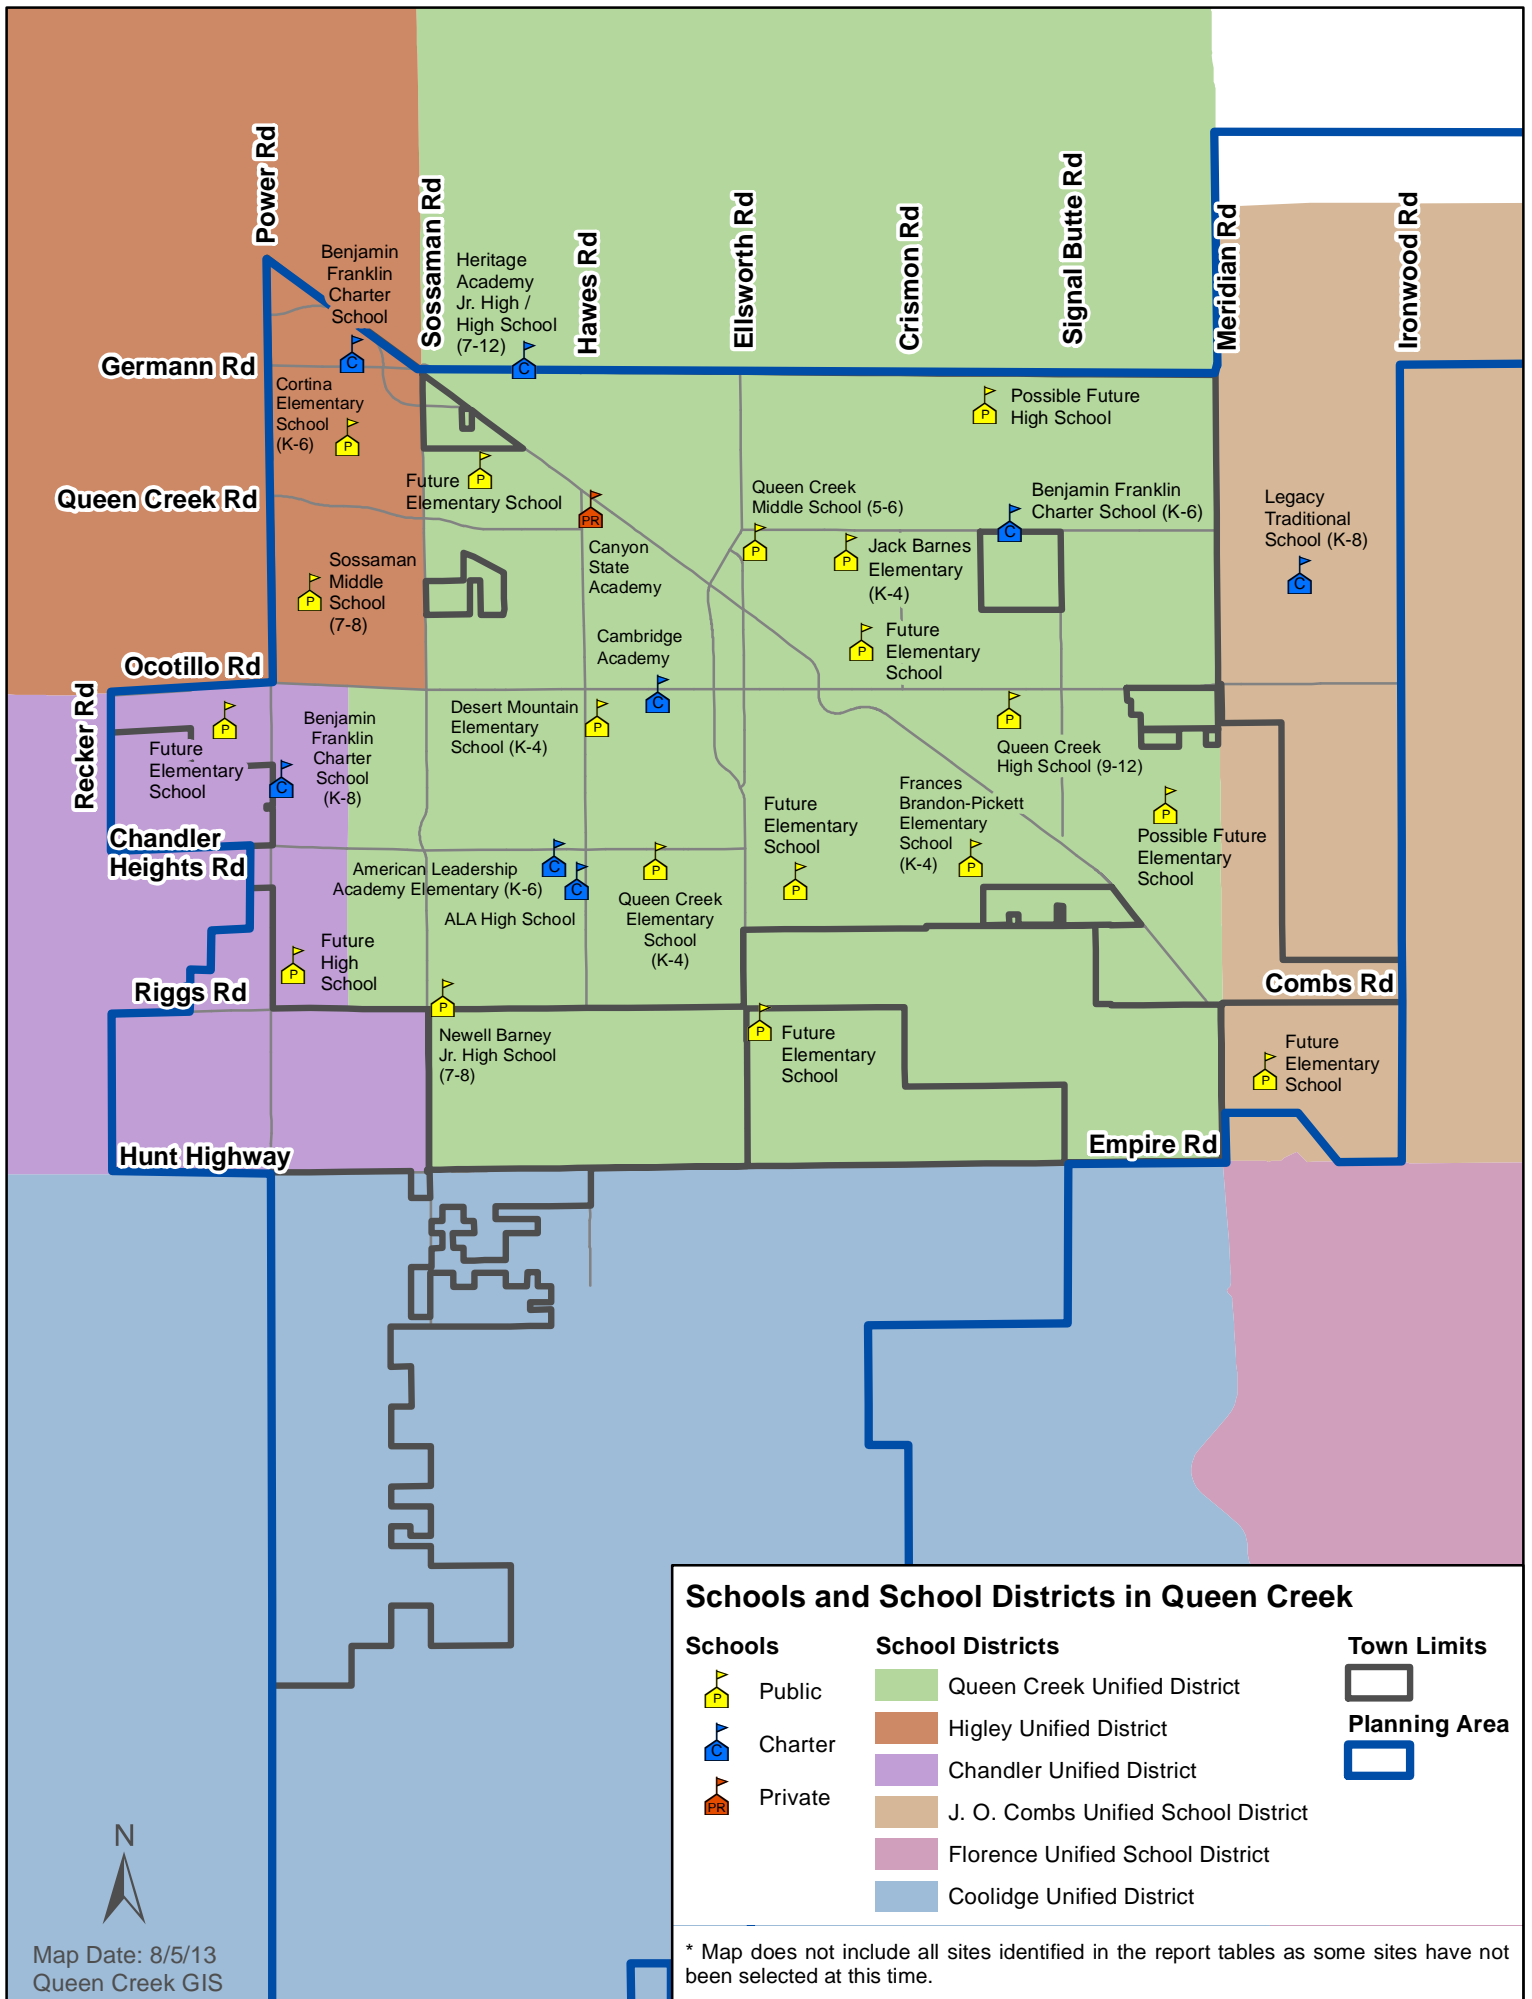 Power Rd
Sossaman Rd
Hawes Rd
Ellsworth Rd
Crismon Rd
Signal Butte Rd
Meridian Rd
Ironwood Rd
Benjamin
Franklin
Charter
School
C
Heritage
Academy
Jr. High /
High School
(7-12)
C
Germann Rd
Cortina
Elementary
School
(K-6)
P
Possible Future
High School
P
Future
Elementary School
P
Queen Creek Rd
PR
Canyon
State
Academy
Queen Creek
Middle School (5-6)
P
Jack Barnes
Elementary
(K-4)
P
Benjamin Franklin
Charter School (K-6)
C
Legacy
Traditional
School (K-8)
C
Sossaman
Middle
School
(7-8)
P
Future
Elementary
School
P
Cambridge
Academy
C
Ocotillo Rd
Recker Rd
P
Future
Elementary
School
Benjamin
Franklin
Charter
School
(K-8)
C
Desert Mountain
Elementary
School (K-4)
P
P
Queen Creek
High School (9-12)
Frances
Brandon-Pickett
Elementary
School
(K-4)
P
Future
Elementary
School
P
P
Possible Future
Elementary
School
Chandler
Heights Rd
C
American Leadership
Academy Elementary (K-6)
C
ALA High School
P
Queen Creek
Elementary
School
(K-4)
Future
High
School
P
Riggs Rd
Combs Rd
P
Newell Barney
Jr. High School
(7-8)
P
Future
Elementary
School
Future
Elementary
School
P
Hunt Highway
Empire Rd
Schools and School Districts in Queen Creek
Schools
P
Public
C
Charter
PR
Private
School Districts
Queen Creek Unified District
Higley Unified District
Chandler Unified District
J. O. Combs Unified School District
Florence Unified School District
Coolidge Unified District
Town Limits
Planning Area
* Map does not include all sites identified in the report tables as some sites have not
been selected at this time.
N
Map Date: 8/5/13
Queen Creek GIS